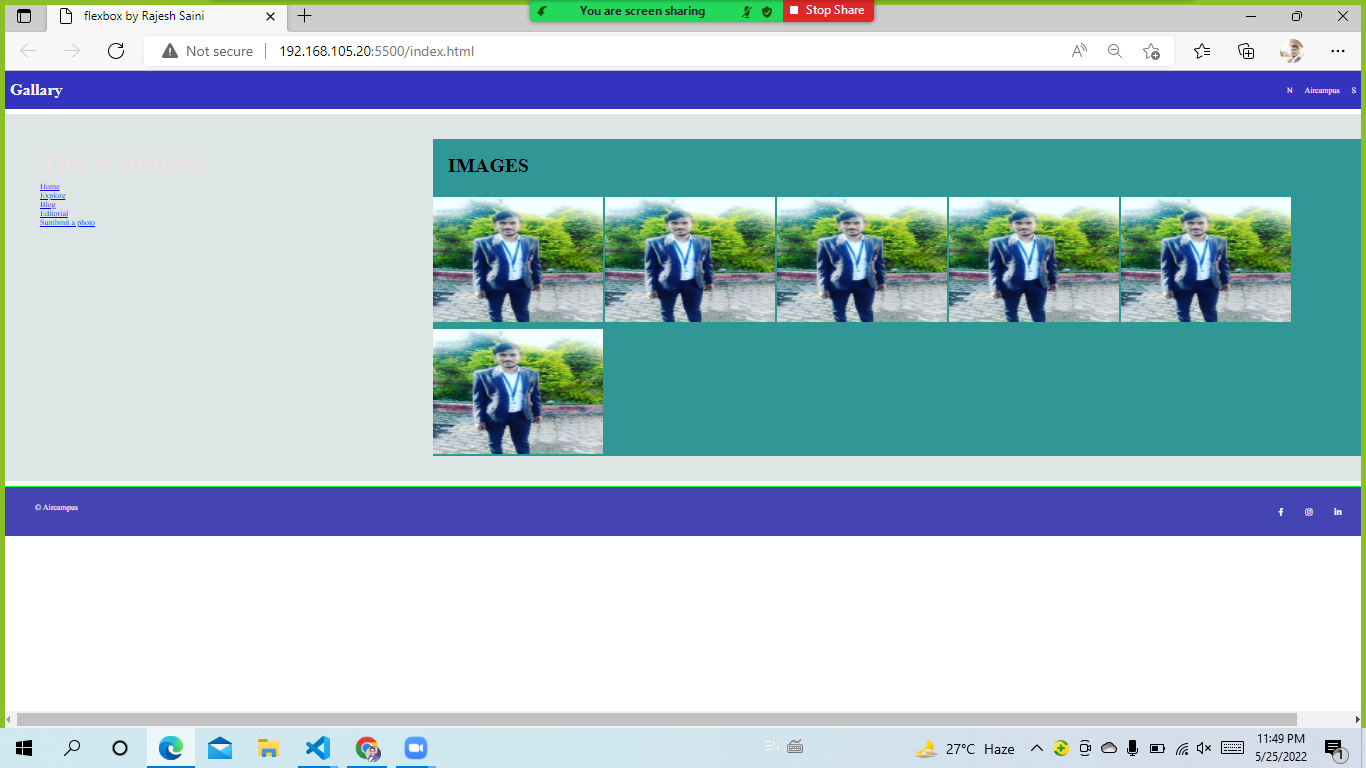 flexbox by Rajesh Saini
You are screen sharing
Stop Share
Not secure
192.168.105.20:5500/index.html
Gallary
N Aircampus S
This is Heading
Home
Explore
Blog
Editorial
Sumbmit a photo
IMAGES
© Aircampus
EN
27°C Haze
11:49 PM
5/25/2022
1